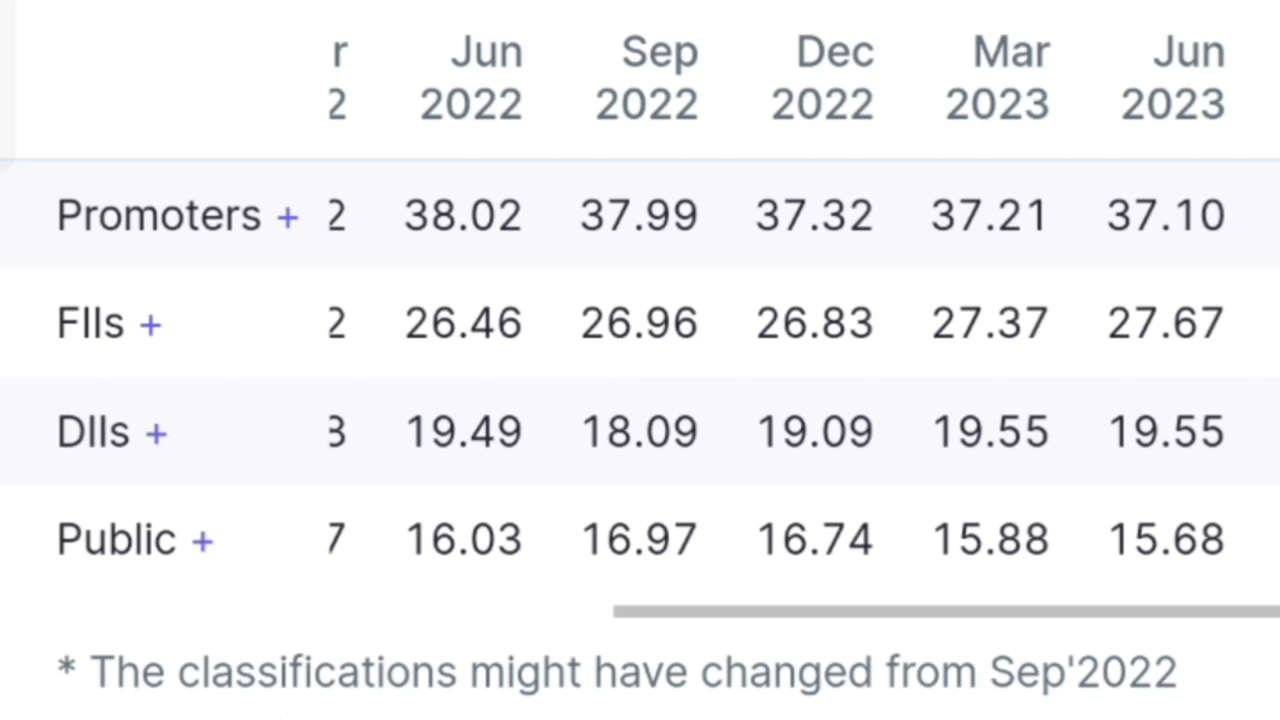 r Jun Sep Dec Mar Jun
2 2022 2022 2022 2023 2023
Promoters + 2 38.02 37.99 37.32 37.21 37.10
FIIs + 2 26.46 26.96 26.83 27.37 27.67
DIIs + 3 19.49 18.09 19.09 19.55 19.55
Public + 7 16.03 16.97 16.74 15.88 15.68
* The classifications might have changed from Sep'2022